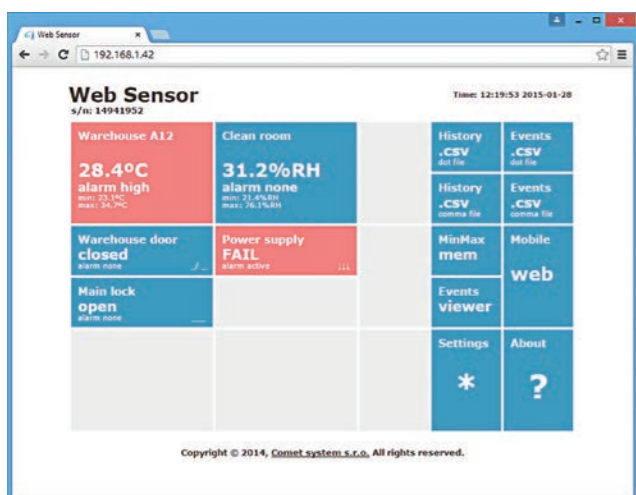 Web Sensor
192.168.1.42
Web Sensor
s/n: 14941952
Time: 12:19:53 2015-01-28
Warehouse A12
28.4ºC
alarm high
min: 23.1ºC
max: 34.7ºC
Clean room
31.2%RH
alarm none
min: 21.4%RH
max: 76.1%RH
History
.csv
dot file
Events
.csv
dot file
History
.csv
comma file
Events
.csv
comma file
Warehouse door
closed
alarm none
Power supply
FAIL
alarm active
MinMax
mem
Mobile
web
Main lock
open
alarm none
Events
viewer
Settings
*
About
?
Copyright © 2014, Comet system s.r.o. All rights reserved.